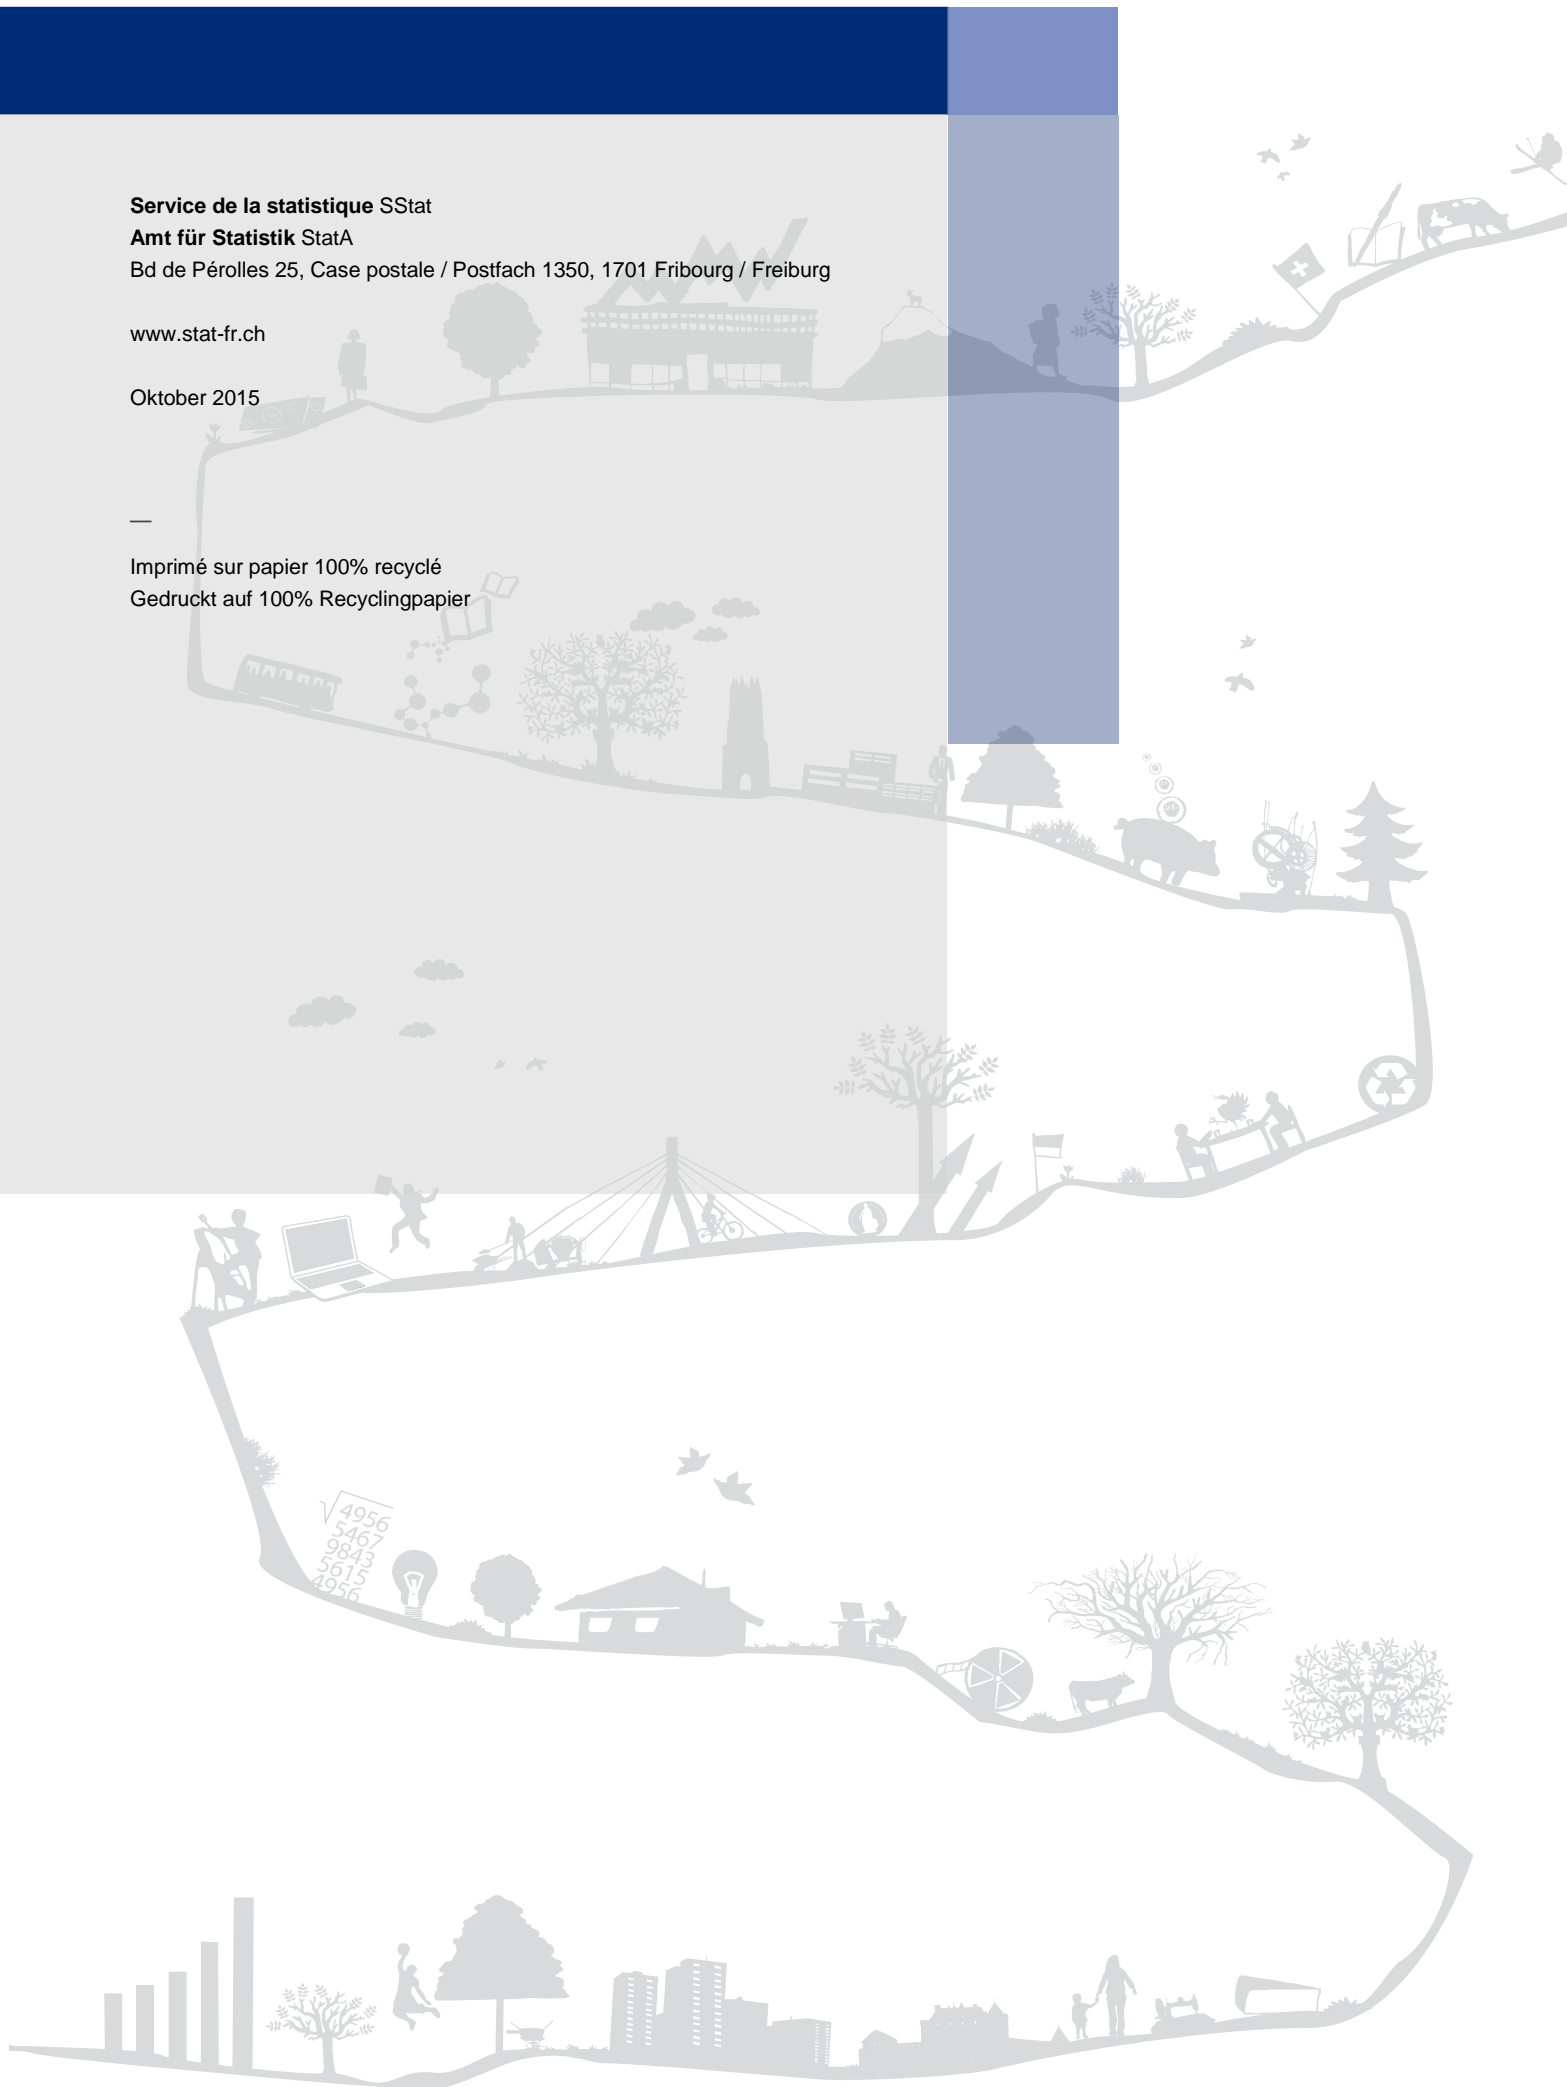 Service de la statistique SStat
Amt für Statistik StatA
Bd de Pérolles 25, Case postale / Postfach 1350, 1701 Fribourg / Freiburg
www.stat-fr.ch
Oktober 2015
—
Imprimé sur papier 100% recyclé
Gedruckt auf 100% Recyclingpapier
4956
5467
9843
5615
4956